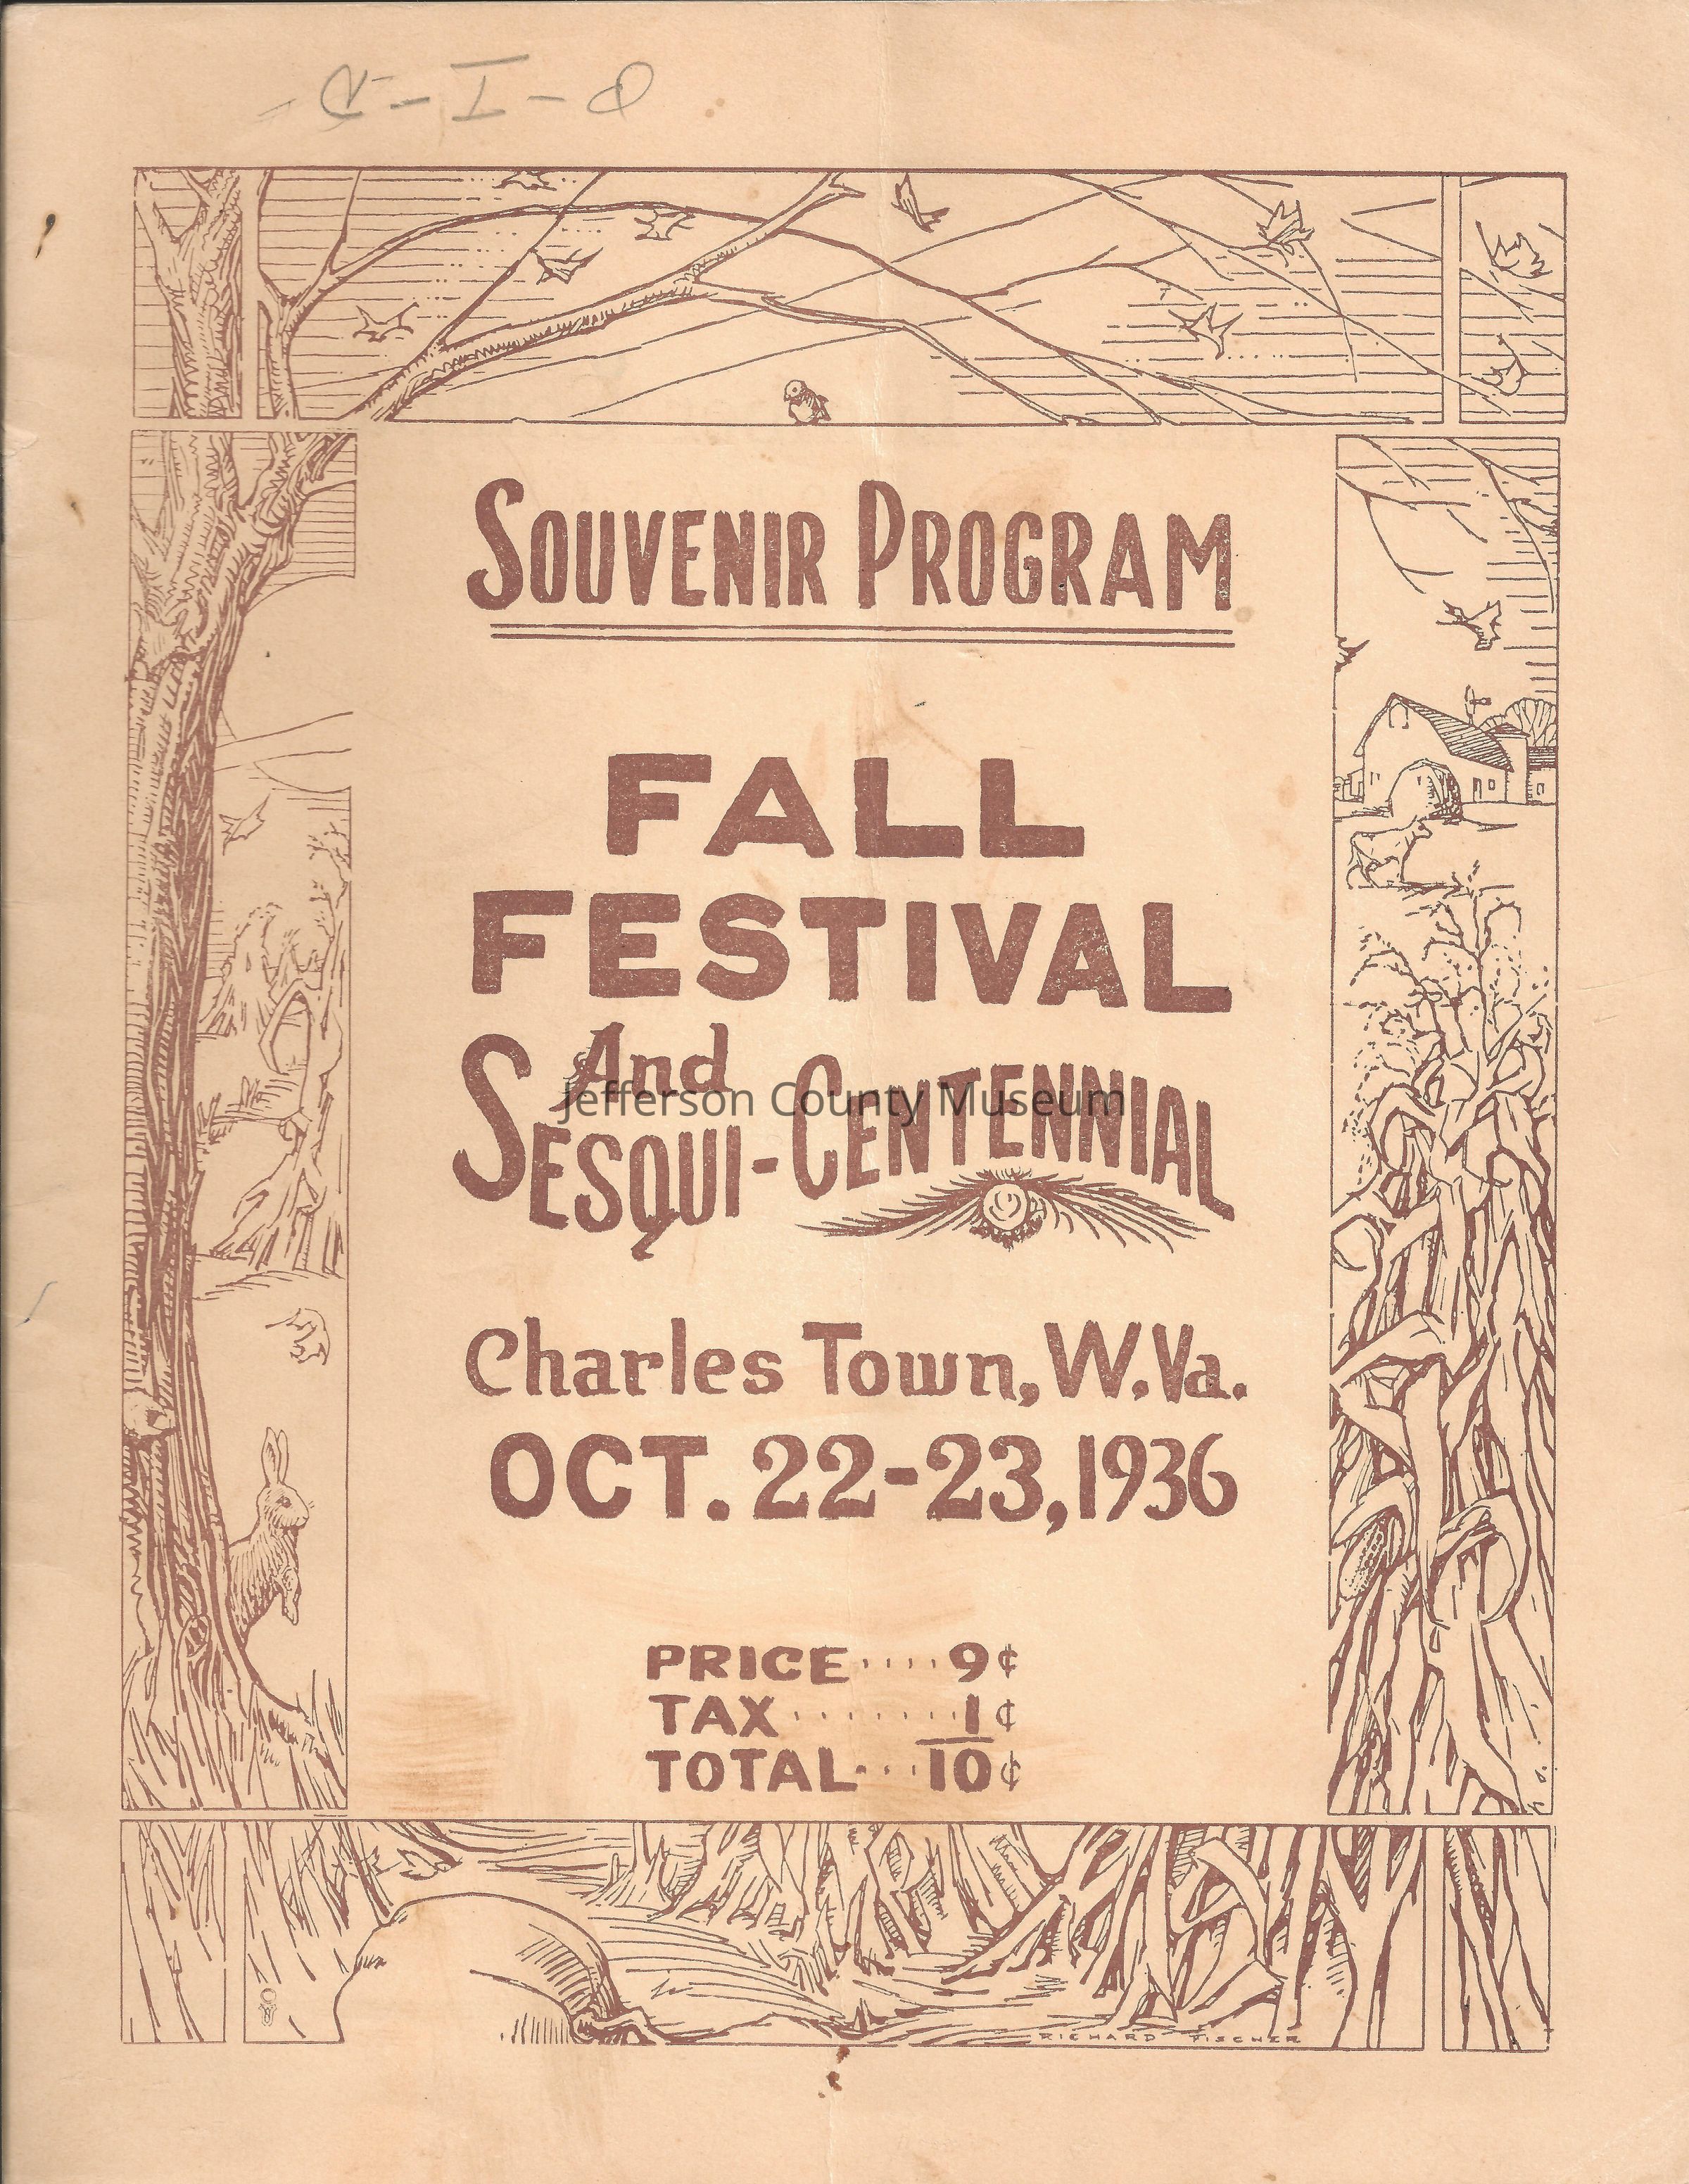 SOUVENIR PROGRAM
FALL
FESTIVAL
And
SESQUI-CENTENNIAL
Jefferson County Museum
Charles Town, W.Va.
OCT. 22-23, 1936
PRICE....9¢
TAX........1¢
TOTAL....10¢
RICHARD FISCHER